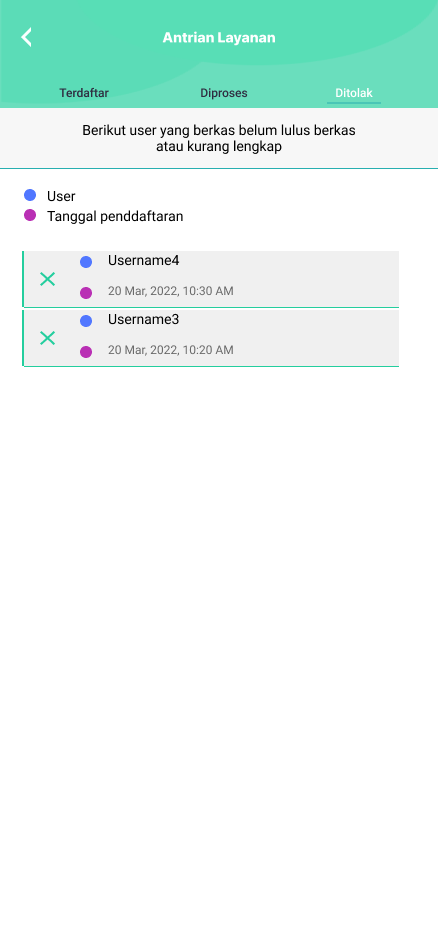 Antrian Layanan
Terdaftar
Diproses
Ditolak
Berikut user yang berkas belum lulus berkas
atau kurang lengkap
User
Tanggal penddaftaran
Username4
20 Mar, 2022, 10:30 AM
Username3
20 Mar, 2022, 10:20 AM